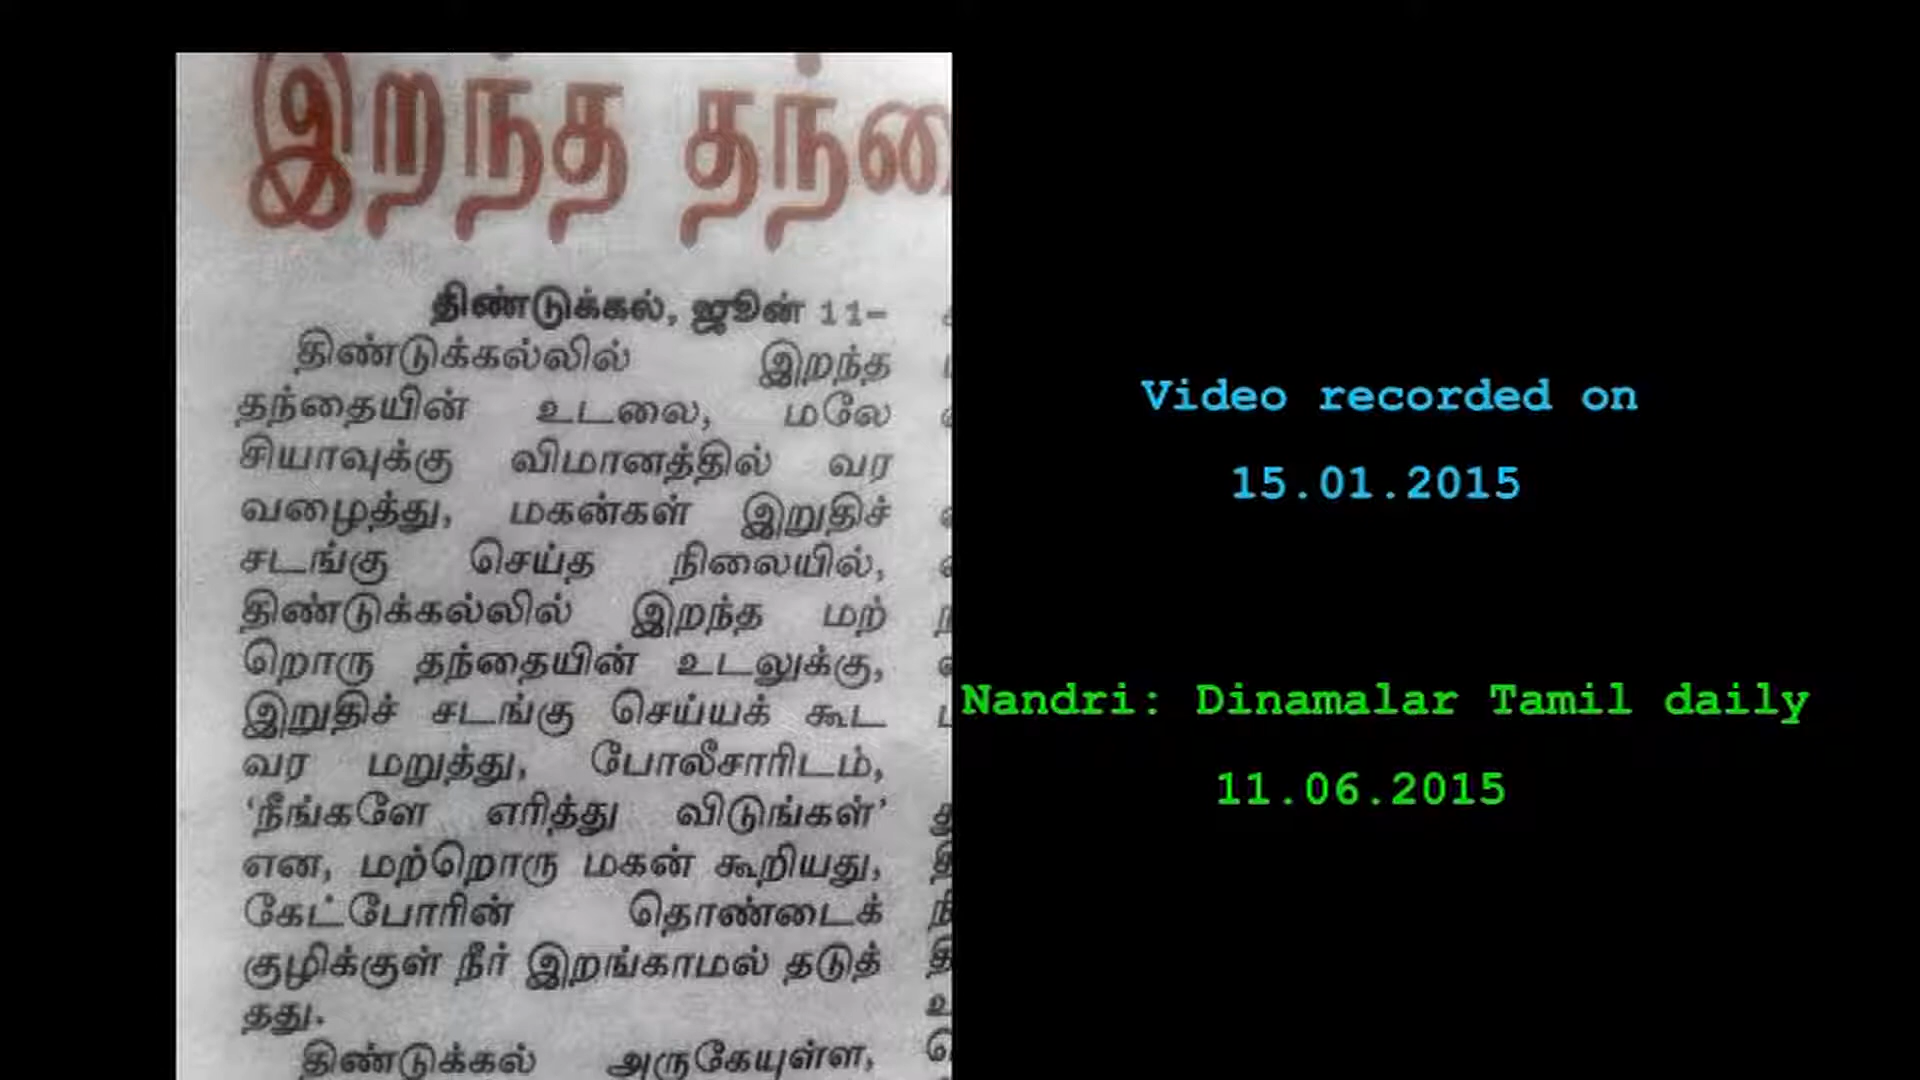 இறந்த
திண்டுக்கல், ஜூன் 11-
திண்டுக்கல்லில் இறந்த
தந்தையின் உடலை, மலே
சியாவுக்கு விமானத்தில் வர
வழைத்து, மகன்கள் இறுதிச்
சடங்கு செய்த நிலையில்,
திண்டுக்கல்லில் இறந்த மற்
றொரு தந்தையின் உடலுக்கு,
இறுதிச் சடங்கு செய்யக் கூட
வர மறுத்து, போலீசாரிடம்,
'நீங்களே எரித்து விடுங்கள்'
என, மற்றொரு மகன் கூறியது,
கேட்போரின் தொண்டைக்
குழிக்குள் நீர் இறங்காமல் தடுத்
தது.
திண்டுக்கல் அருகேயுள்ள,
Video recorded on
15.01.2015
Nandri: Dinamalar Tamil daily
11.06.2015